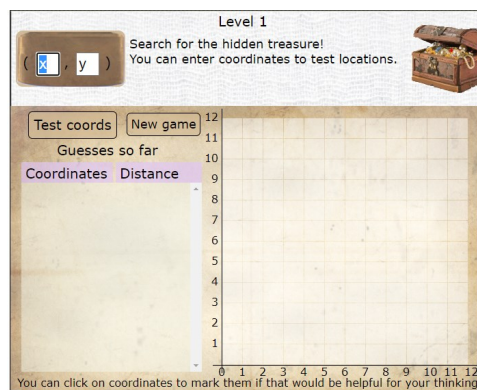 Level 1
( x , y )
Search for the hidden treasure!
You can enter coordinates to test locations.
Test coords
New game
Guesses so far
Coordinates Distance
12
11
10
9
8
7
6
5
4
3
2
1
0 1 2 3 4 5 6 7 8 9 10 11 12
You can click on coordinates to mark them if that would be helpful for your thinking